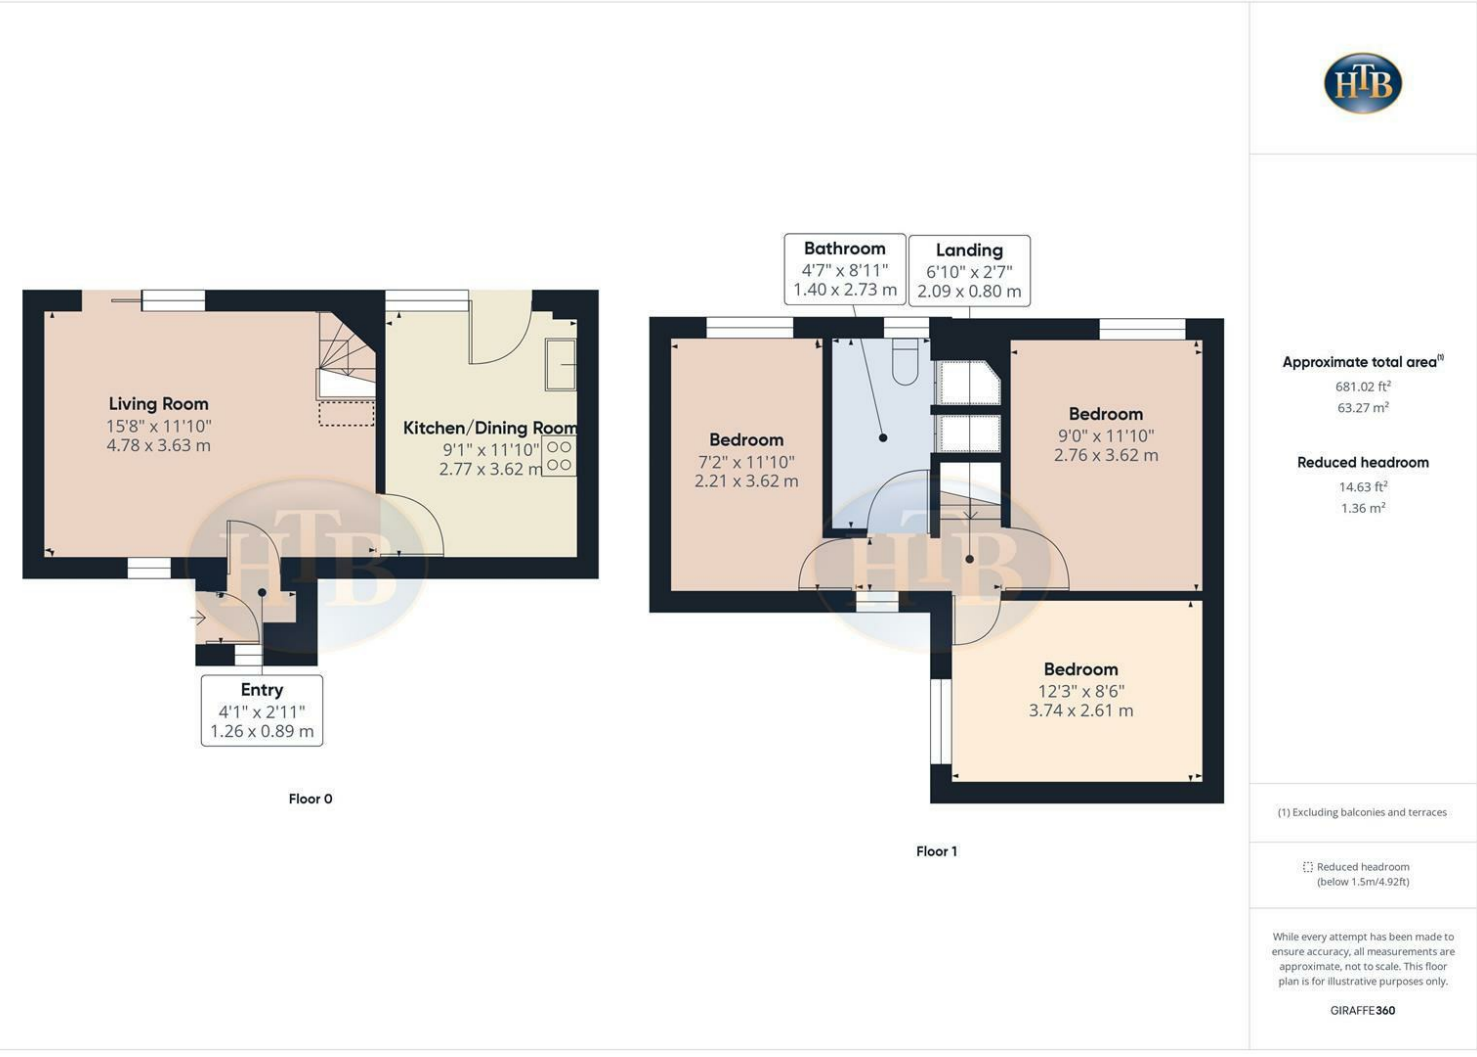 HTB
Bathroom
4'7" x 8'11"
1.40 x 2.73 m
Landing
6'10" x 2'7"
2.09 x 0.80 m
Living Room
15'8" x 11'10"
4.78 x 3.63 m
Kitchen/Dining Room
9'1" x 11'10"
2.77 x 3.62 m
Bedroom
7'2" x 11'10"
2.21 x 3.62 m
Bedroom
9'0" x 11'10"
2.76 x 3.62 m
HTB
HTB
Entry
4'1" x 2'11"
1.26 x 0.89 m
Bedroom
12'3" x 8'6"
3.74 x 2.61 m
Floor 0
Floor 1
Approximate total area(1)
681.02 ft²
63.27 m²
Reduced headroom
14.63 ft²
1.36 m²
(1) Excluding balconies and terraces
Reduced headroom
(below 1.5m/4.92ft)
While every attempt has been made to
ensure accuracy, all measurements are
approximate, not to scale. This floor
plan is for illustrative purposes only.
GIRAFFE360